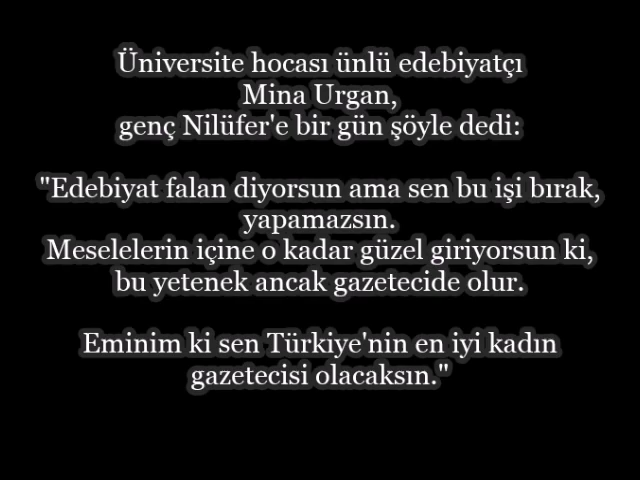 Üniversite hocası ünlü edebiyatçı
Mina Urgan,
genç Nilüfer'e bir gün şöyle dedi:
"Edebiyat falan diyorsun ama sen bu işi bırak,
yapamazsın.
Meselelerin içine o kadar güzel giriyorsun ki,
bu yetenek ancak gazetecide olur.
Eminim ki sen Türkiye'nin en iyi kadın
gazetecisi olacaksın."